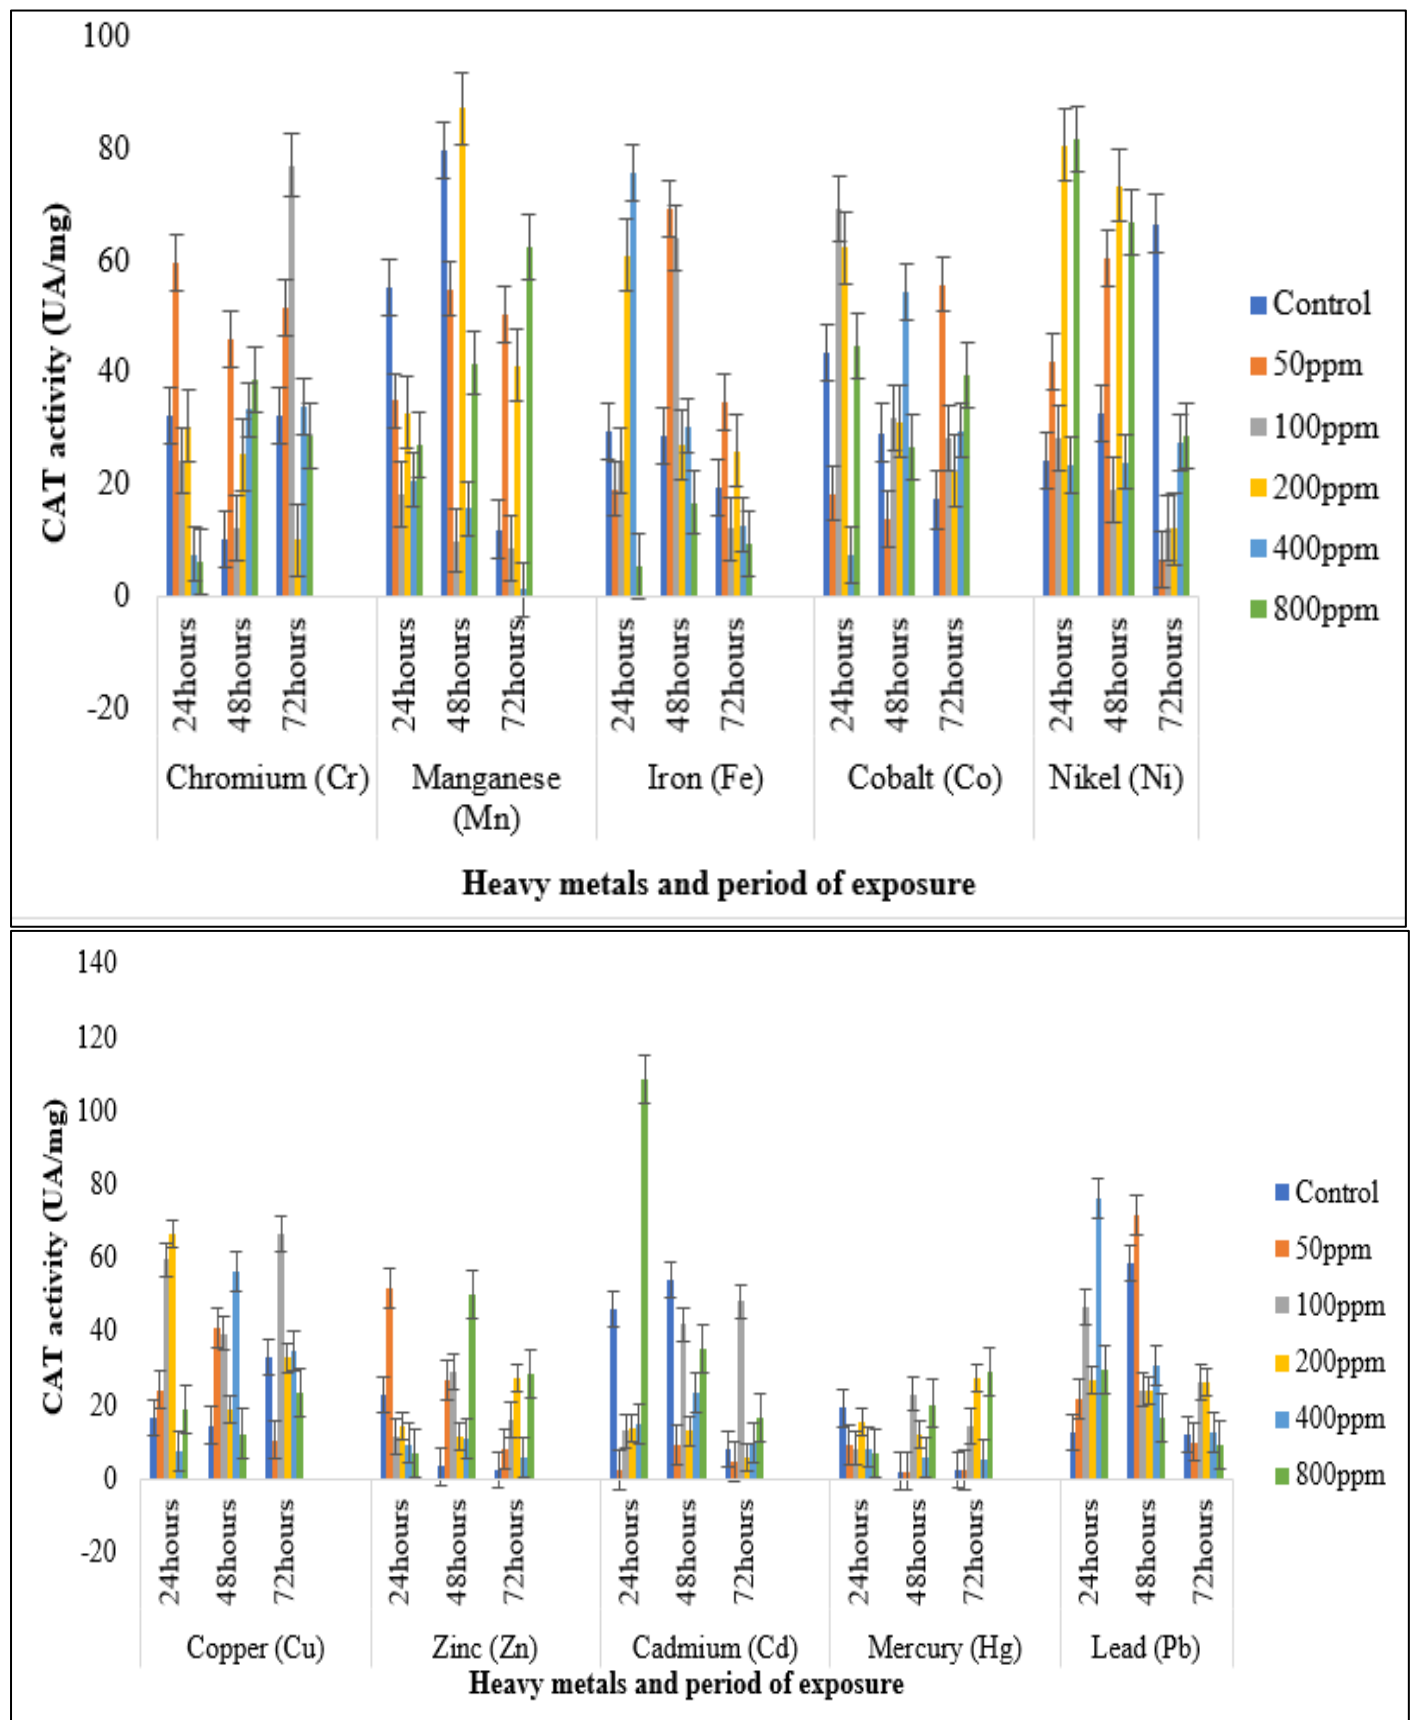 100
80
60
40
20
0
-20
CAT activity (UA/mg)
24hours
48hours
72hours
24hours
48hours
72hours
24hours
48hours
72hours
24hours
48hours
72hours
24hours
48hours
72hours
Chromium (Cr)
Manganese
(Mn)
Iron (Fe)
Cobalt (Co)
Nikel (Ni)
Heavy metals and period of exposure
Control
50ppm
100ppm
200ppm
400ppm
800ppm
140
120
100
80
60
40
20
0
-20
CAT activity (UA/mg)
24hours
48hours
72hours
24hours
48hours
72hours
24hours
48hours
72hours
24hours
48hours
72hours
24hours
48hours
72hours
Copper (Cu)
Zinc (Zn)
Cadmium (Cd)
Mercury (Hg)
Lead (Pb)
Heavy metals and period of exposure
Control
50ppm
100ppm
200ppm
400ppm
800ppm